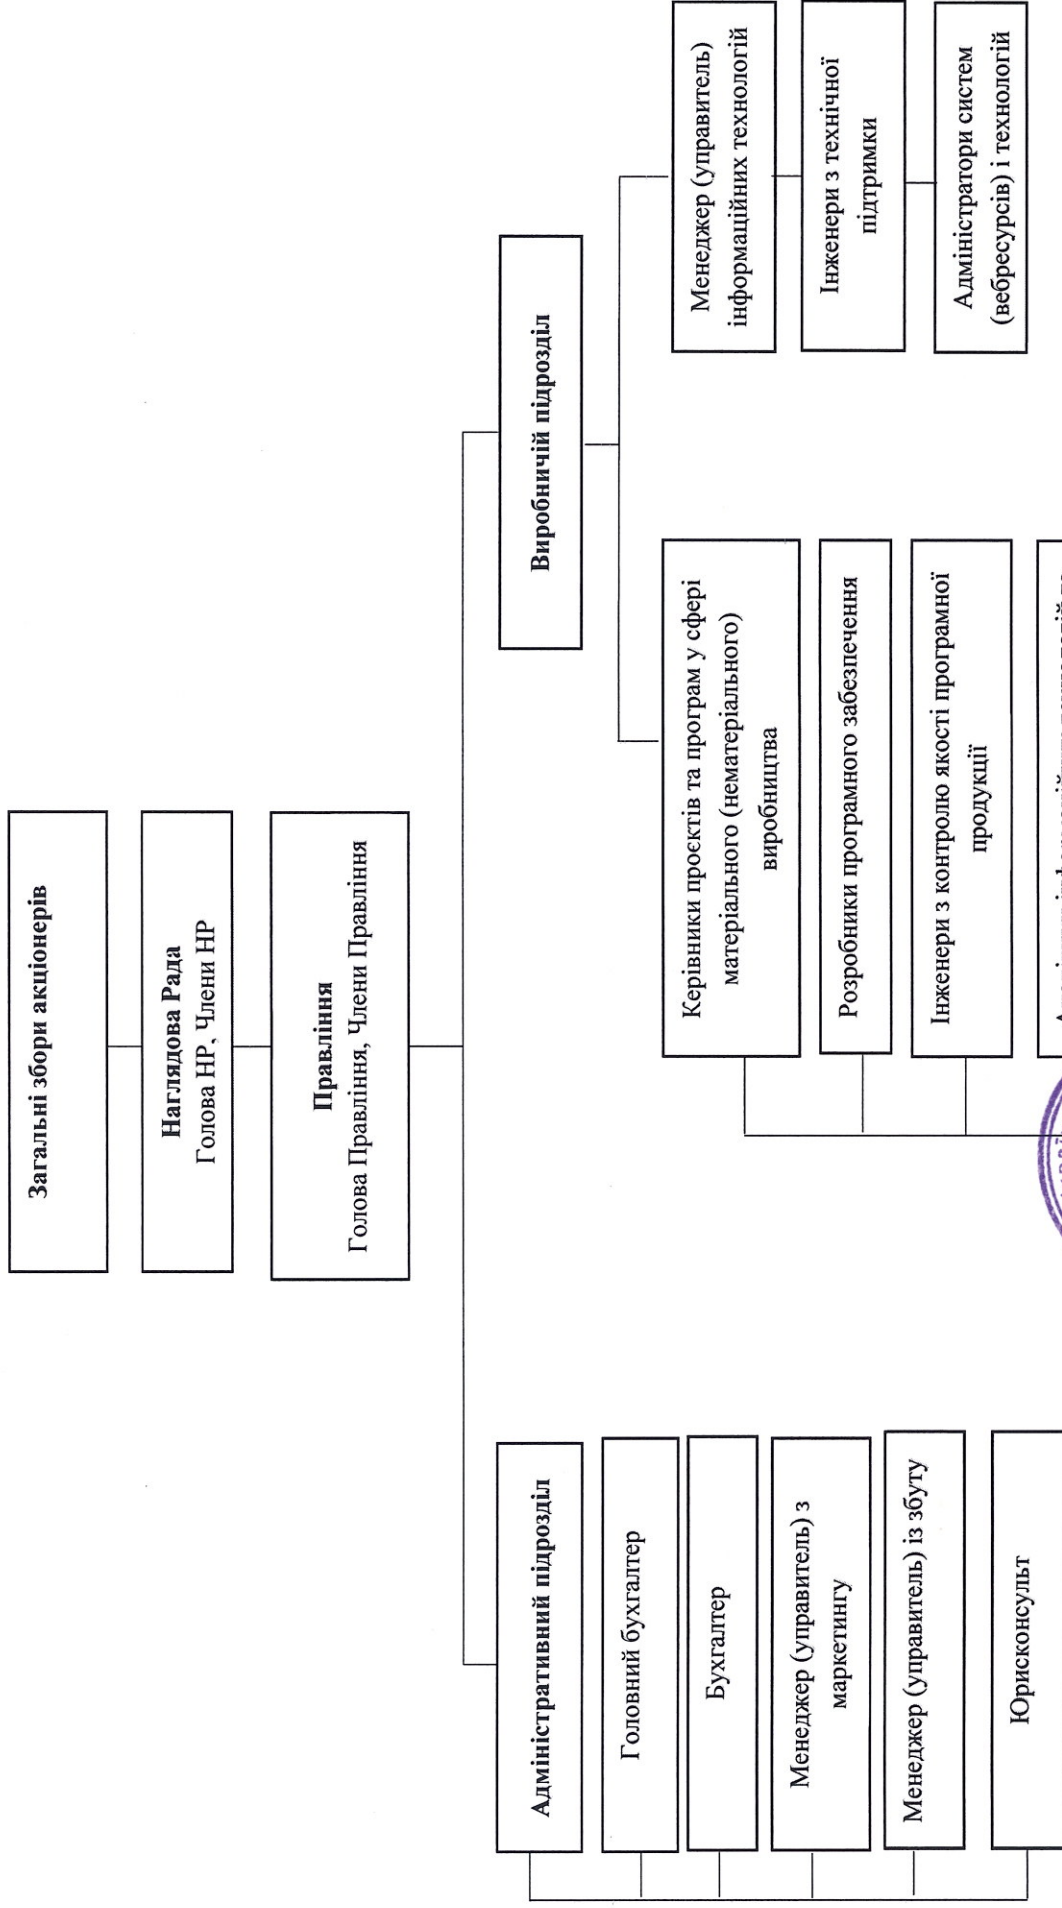 Загальні збори акціонерів
Наглядова Рада
Голова НР, Члени НР
Правління
Голова Правління, Члени Правління
Адміністративний підрозділ
Головний бухгалтер
Бухгалтер
Менеджер (управитель) з
маркетингу
Менеджер (управитель) із збуту
Юрисконсульт
Виробничій підрозділ
Керівники проєктів та програм у сфері
матеріального (нематеріального)
виробництва
Розробники програмного забезпечення
Інженери з контролю якості програмної
продукції
Менеджер (управитель)
інформаційних технологій
Інженери з технічної
підтримки
Адміністратори систем
(вебресурсів) і технологій